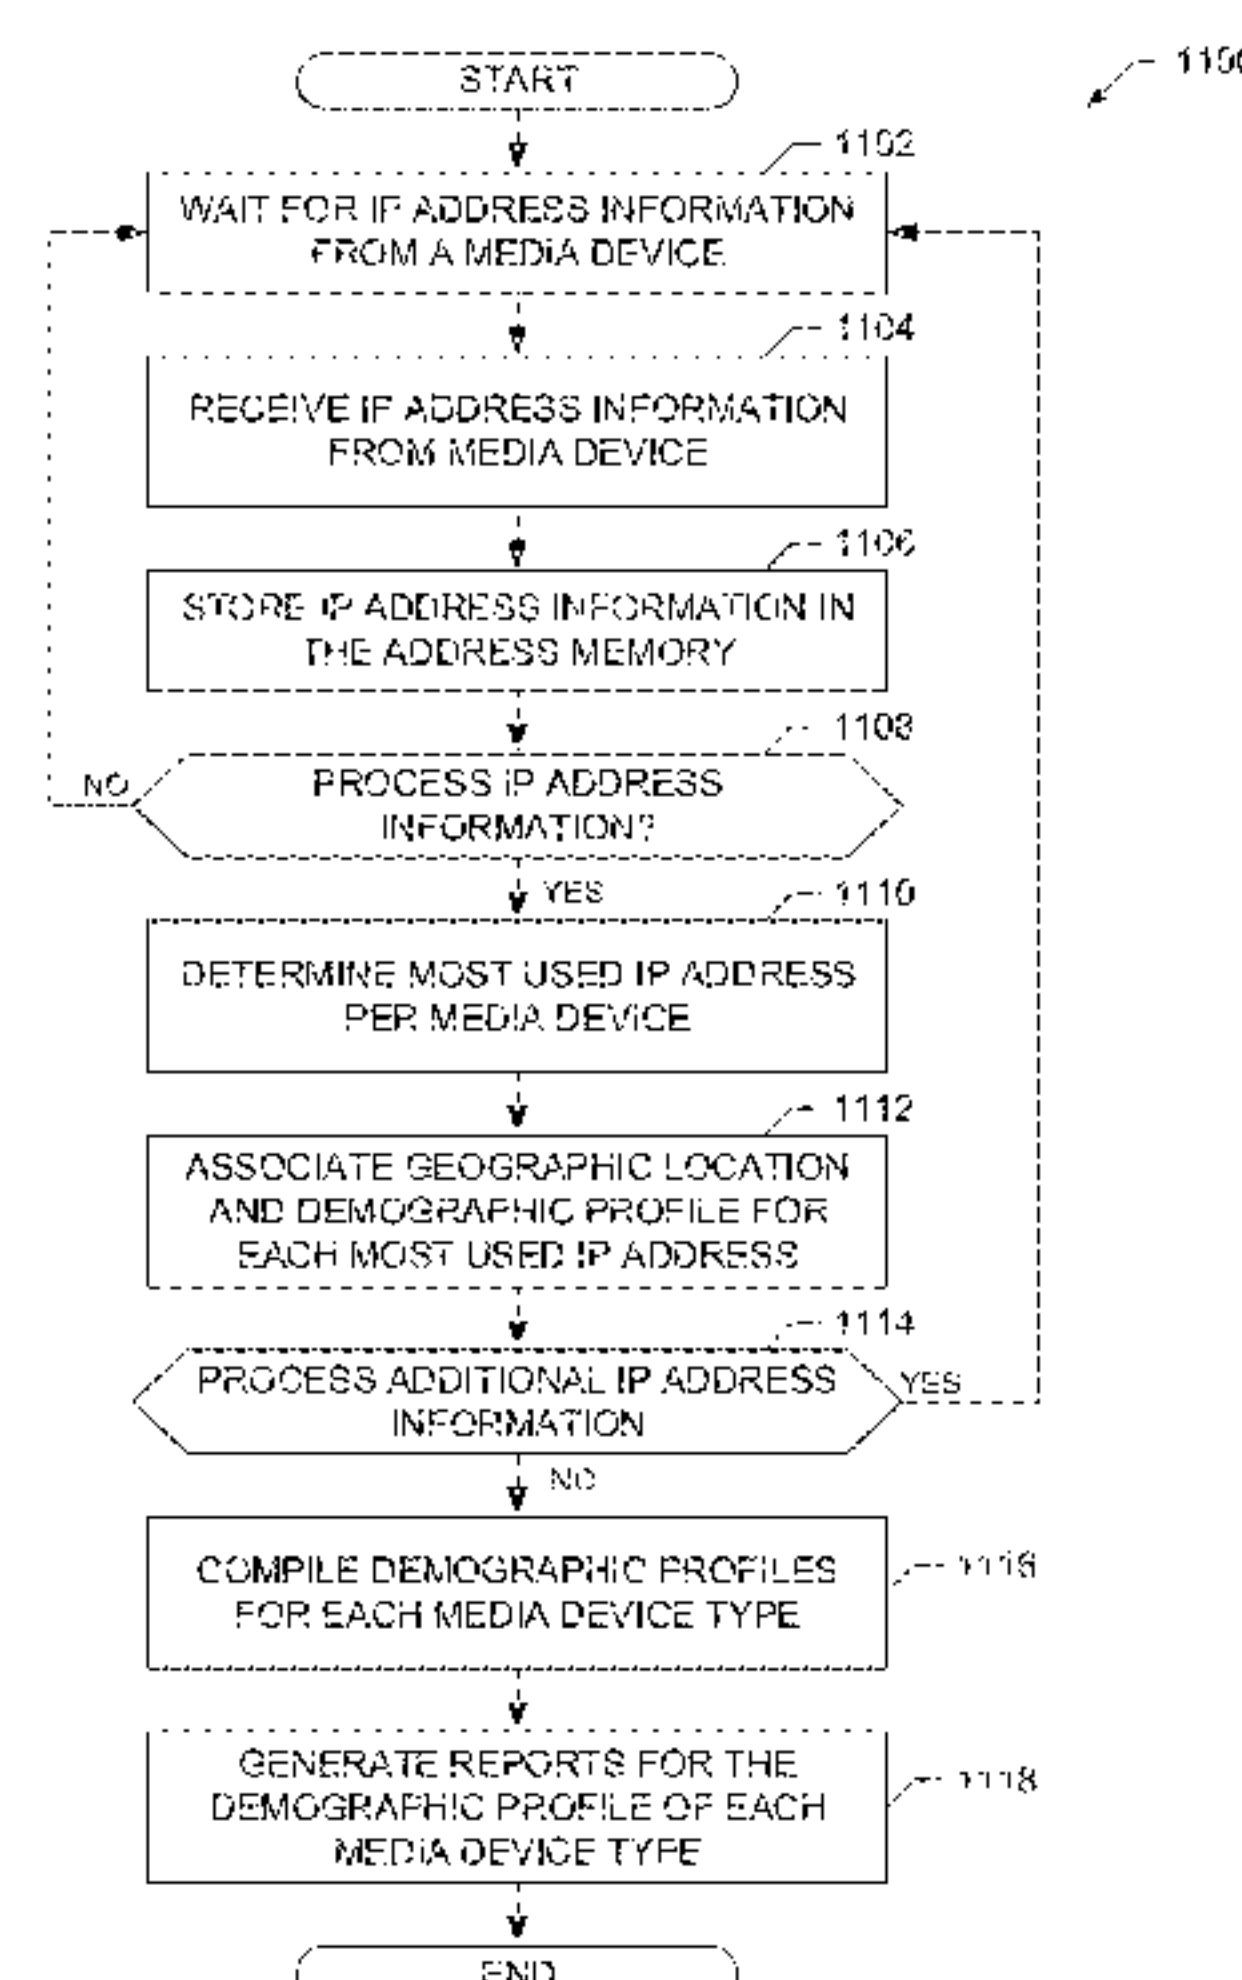 START
1100
1102
WAIT FOR IP ADDRESS INFORMATION
FROM A MEDIA DEVICE
1104
RECEIVE IP ADDRESS INFORMATION
FROM MEDIA DEVICE
1106
STORE IP ADDRESS INFORMATION IN
THE ADDRESS MEMORY
1108
PROCESS IP ADDRESS
INFORMATION?
NO
YES
1110
DETERMINE MOST USED IP ADDRESS
PER MEDIA DEVICE
1112
ASSOCIATE GEOGRAPHIC LOCATION
AND DEMOGRAPHIC PROFILE FOR
EACH MOST USED IP ADDRESS
1114
PROCESS ADDITIONAL IP ADDRESS
INFORMATION
YES
NO
COMPILE DEMOGRAPHIC PROFILES
FOR EACH MEDIA DEVICE TYPE
1116
GENERATE REPORTS FOR THE
DEMOGRAPHIC PROFILE OF EACH
MEDIA DEVICE TYPE
1118
END